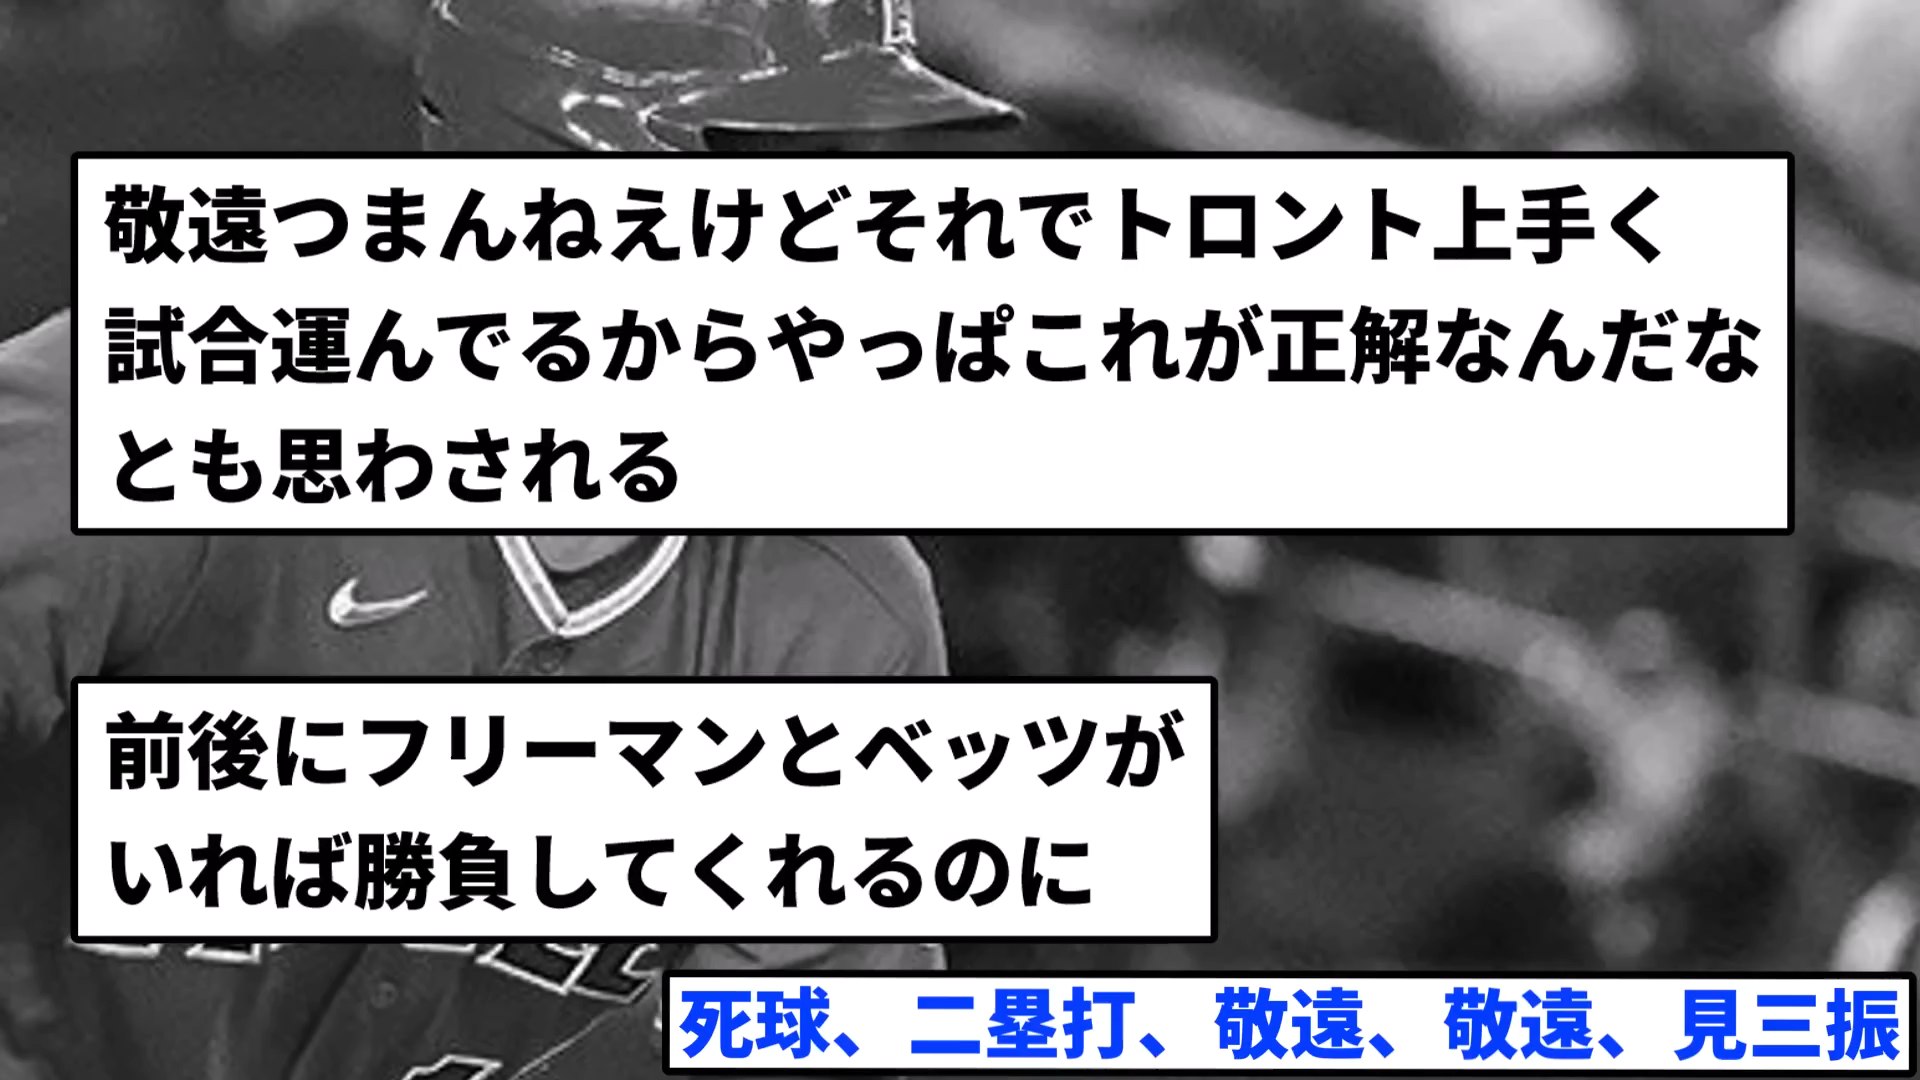 敬遠つまんねえけどそれでトロント上手く
試合運んでるからやっぱこれが正解なんだな
とも思わされる
前後にフリーマンとベッツが
いれば勝負してくれるのに
死球、二塁打、敬遠、敬遠、見三振